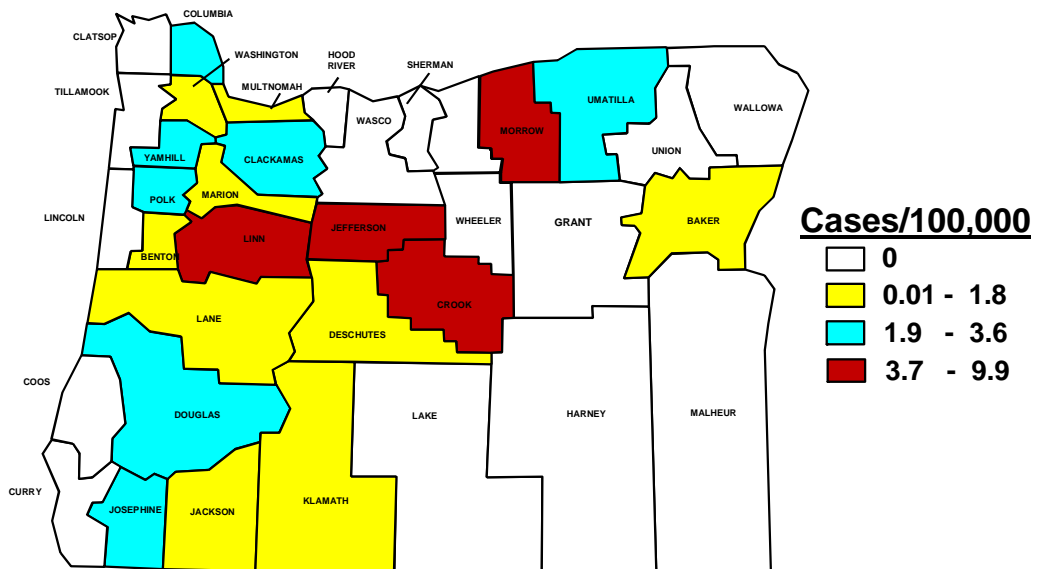 COLUMBIA
CLATSOP
WASHINGTON
HOOD
RIVER
SHERMAN
TILLAMOOK
MULTNOMAH
UMATILLA
WALLOWA
WASCO
MORROW
UNION
YAMHILL
CLACKAMAS
POLK
MARION
LINCOLN
WHEELER
GRANT
BAKER
JEFFERSON
LINN
BENTON
CROOK
LANE
DESCHUTES
COOS
DOUGLAS
LAKE
HARNEY
MALHEUR
CURRY
JOSEPHINE
JACKSON
KLAMATH
Cases/100,000
0
0.01 - 1.8
1.9 - 3.6
3.7 - 9.9